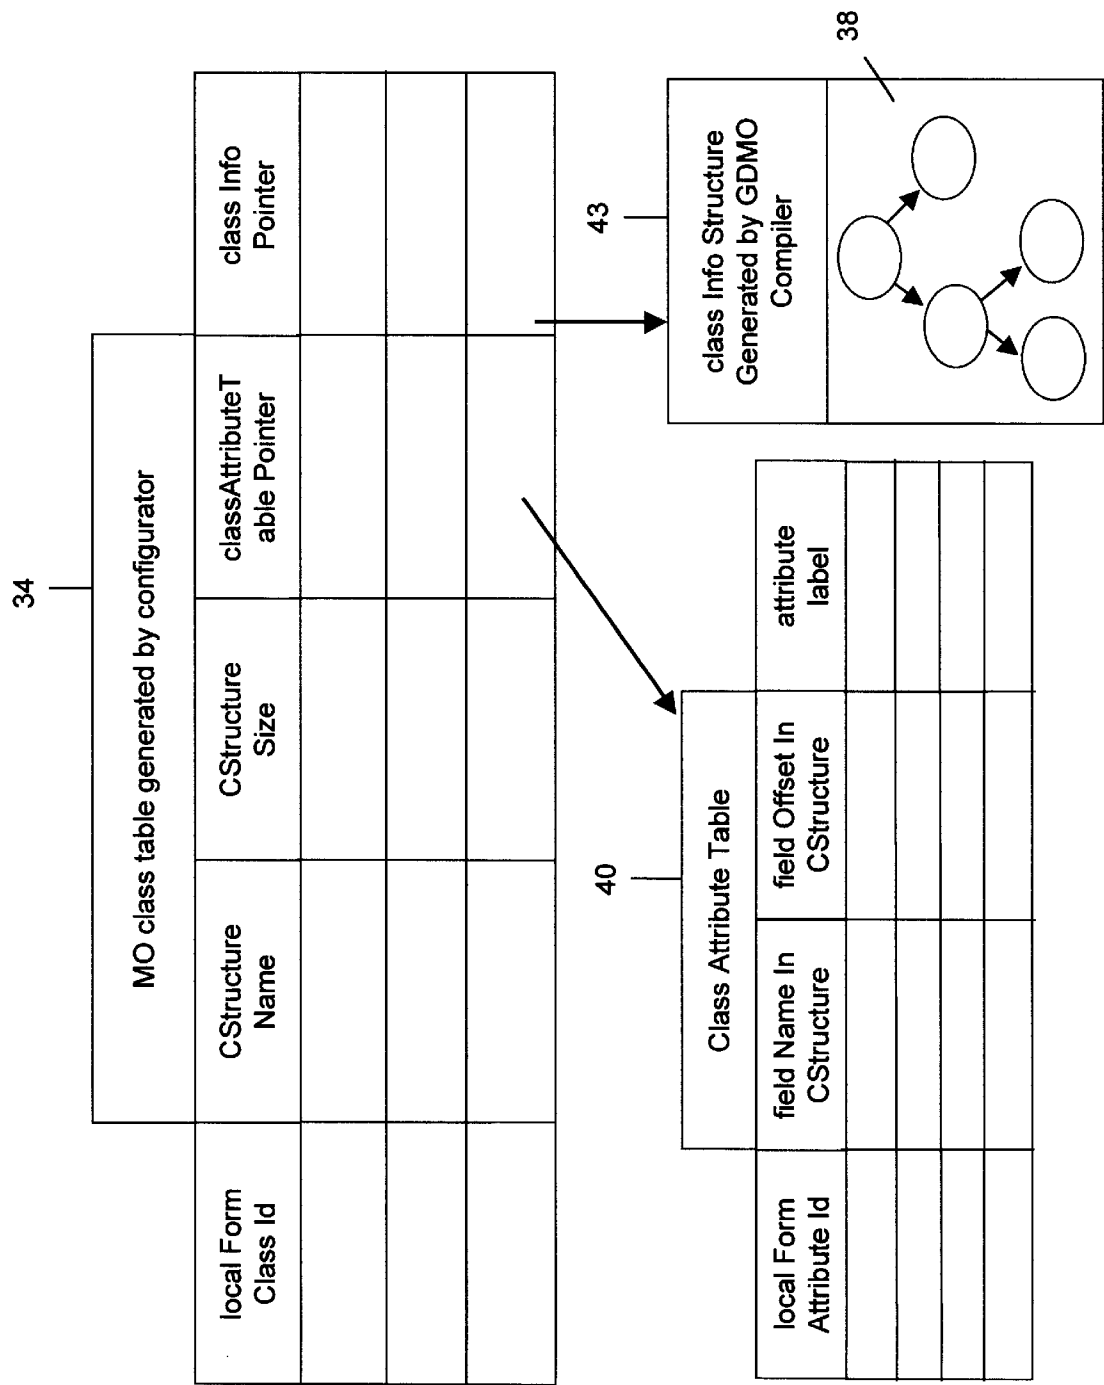 34
MO class table generated by configurator
local Form
Class Id
CStructure
Name
CStructure
Size
classAttributeT
able Pointer
class Info
Pointer
40
Class Attribute Table
local Form
Attribute Id
field Name In
CStructure
field Offset In
CStructure
attribute
label
43
class Info Structure
Generated by GDMO
Compiler
38